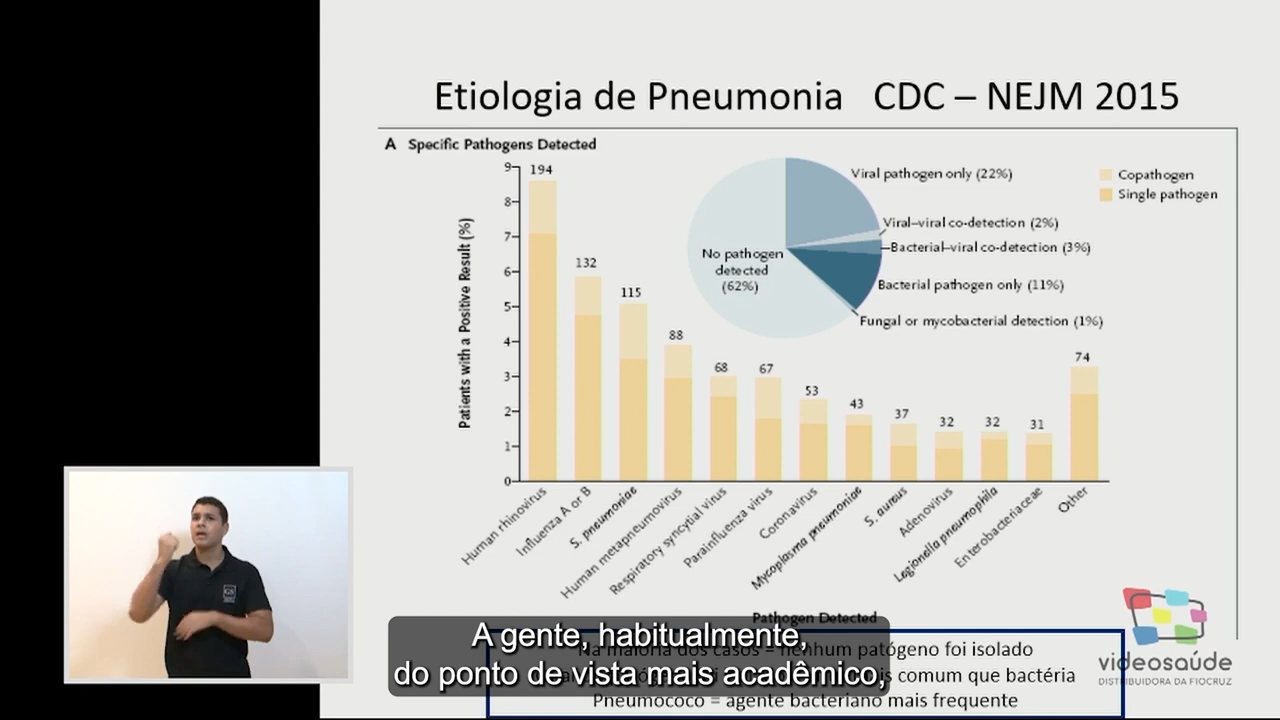 Etiologia de Pneumonia CDC – NEJM 2015
A Specific Pathogens Detected
Patients with a Positive Result (%)
9
8
7
6
5
4
3
2
1
0
194
132
115
88
68
67
53
43
37
32
32
31
74
Human rhinovirus
Influenza A or B
S. pneumoniae
Human metapneumovirus
Respiratory syncytial virus
Parainfluenza virus
Coronavirus
Mycoplasma pneumoniae
S. aureus
Adenovirus
Legionella pneumophila
Enterobacteriaceae
Other
Pathogen Detected
Viral pathogen only (22%)
Viral–viral co-detection (2%)
Bacterial–viral co-detection (3%)
Bacterial pathogen only (11%)
Fungal or mycobacterial detection (1%)
No pathogen
detected
(62%)
Copathogen
Single pathogen
Na maioria dos casos = nenhum patógeno foi isolado
comum que bactéria
Pneumococo = agente bacteriano mais frequente
A gente, habitualmente,
do ponto de vista mais acadêmico,
videosaúde
DISTRIBUIDORA DA FIOCRUZ